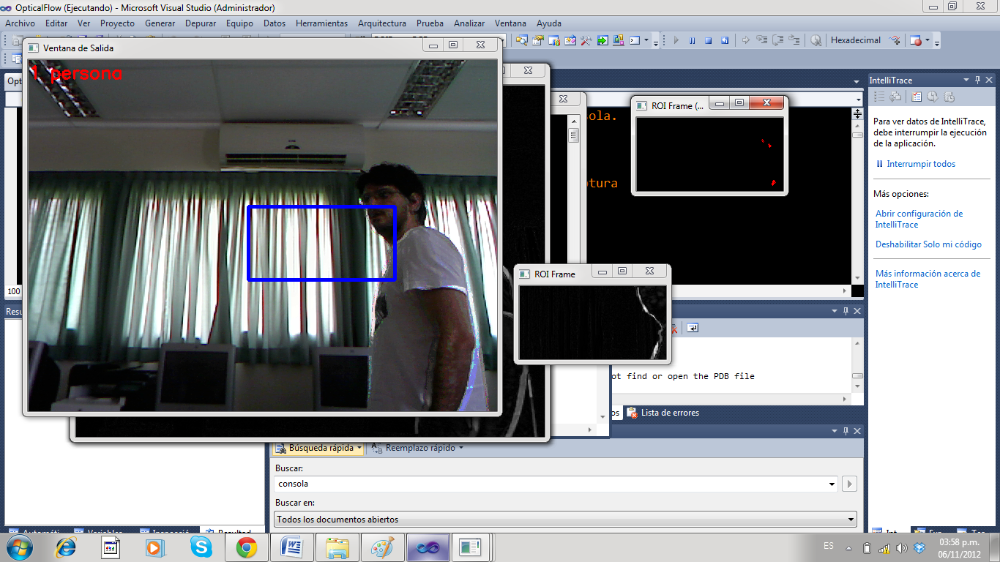 OpticalFlow (Ejecutando) - Microsoft Visual Studio (Administrador)
Archivo Editar Ver Proyecto Generar Depurar Equipo Datos Herramientas Arquitectura Prueba Analizar Ventana Ayuda
Hexadecimal
Ventana de Salida
1 persona
Opt
100
Resu
ola.
tura
ROI Frame (...
ROI Frame
IntelliTrace
Para ver datos de IntelliTrace,
debe interrumpir la ejecución
de la aplicación.
Interrumpir todos
Más opciones:
Abrir configuración de
IntelliTrace
Deshabilitar Solo mi código
Más información acerca de
IntelliTrace
ot find or open the PDB file
os Lista de errores
Búsqueda rápida Reemplazo rápido
Buscar:
consola
Buscar en:
Todos los documentos abiertos
ES
03:58 p.m.
06/11/2012